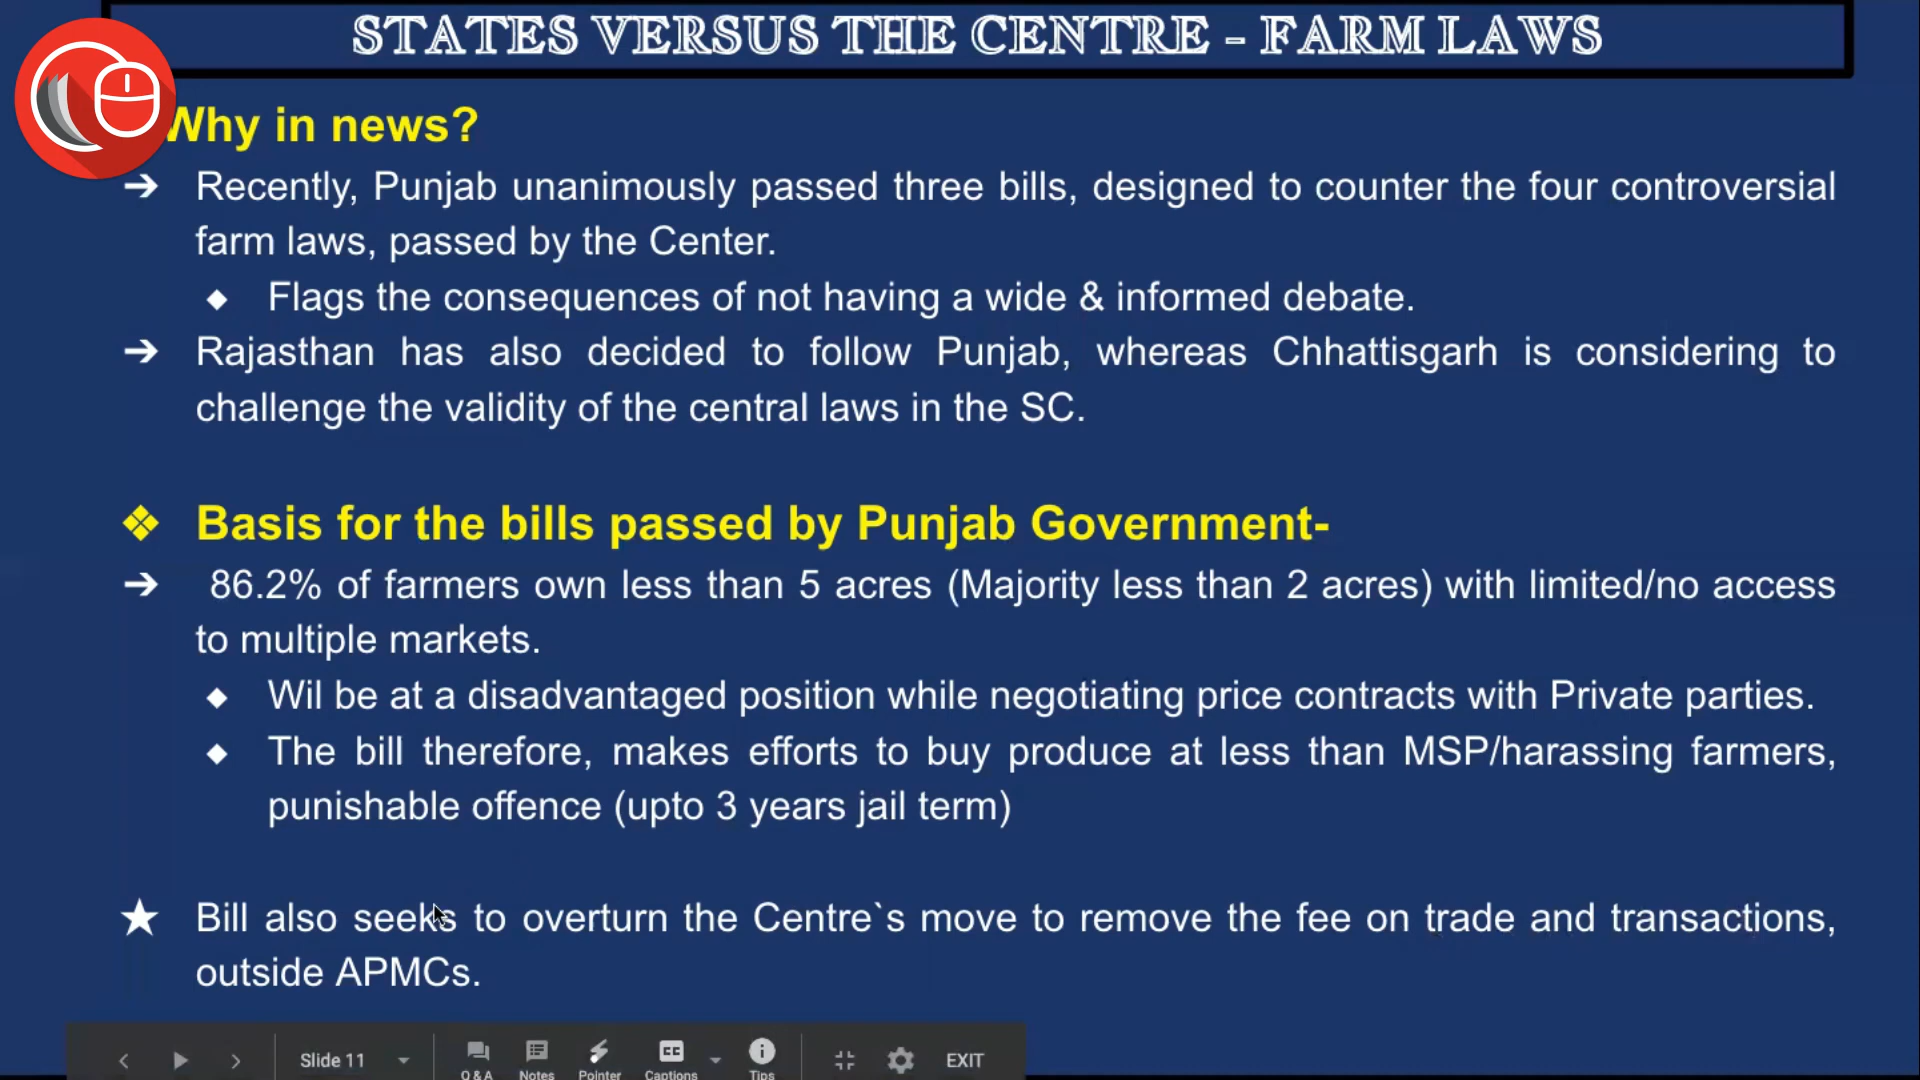 STATES VERSUS THE CENTRE - FARM LAWS
Why in news?
➔ Recently, Punjab unanimously passed three bills, designed to counter the four controversial
farm laws, passed by the Center.
◆ Flags the consequences of not having a wide & informed debate.
➔ Rajasthan has also decided to follow Punjab, whereas Chhattisgarh is considering to
challenge the validity of the central laws in the SC.
❖ Basis for the bills passed by Punjab Government-
➔ 86.2% of farmers own less than 5 acres (Majority less than 2 acres) with limited/no access
to multiple markets.
◆ Wil be at a disadvantaged position while negotiating price contracts with Private parties.
◆ The bill therefore, makes efforts to buy produce at less than MSP/harassing farmers,
punishable offence (upto 3 years jail term)
★ Bill also seeks to overturn the Centre`s move to remove the fee on trade and transactions,
outside APMCs.
Slide 11 Q & A Notes Pointer CC Captions Tips EXIT